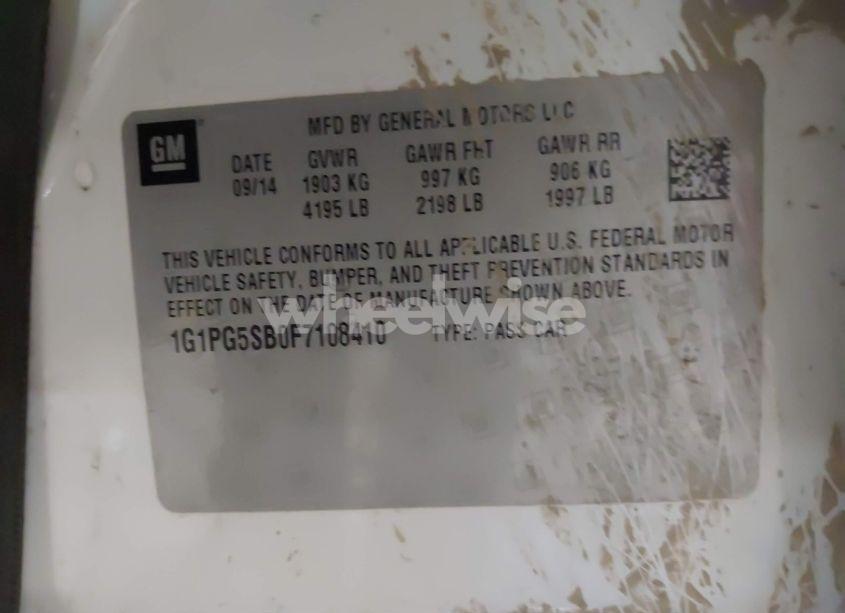 MFD BY GENERAL MOTORS LLC
GM
DATE GVWR GAWR FRT GAWR RR
09/14 1903 KG 997 KG 906 KG
4195 LB 2198 LB 1997 LB
THIS VEHICLE CONFORMS TO ALL APPLICABLE U.S. FEDERAL MOTOR
VEHICLE SAFETY, BUMPER, AND THEFT PREVENTION STANDARDS IN
EFFECT ON THE DATE OF MANUFACTURE SHOWN ABOVE.
1G1PG5SB0F7108410 TYPE: PASS CAR
wheelwise